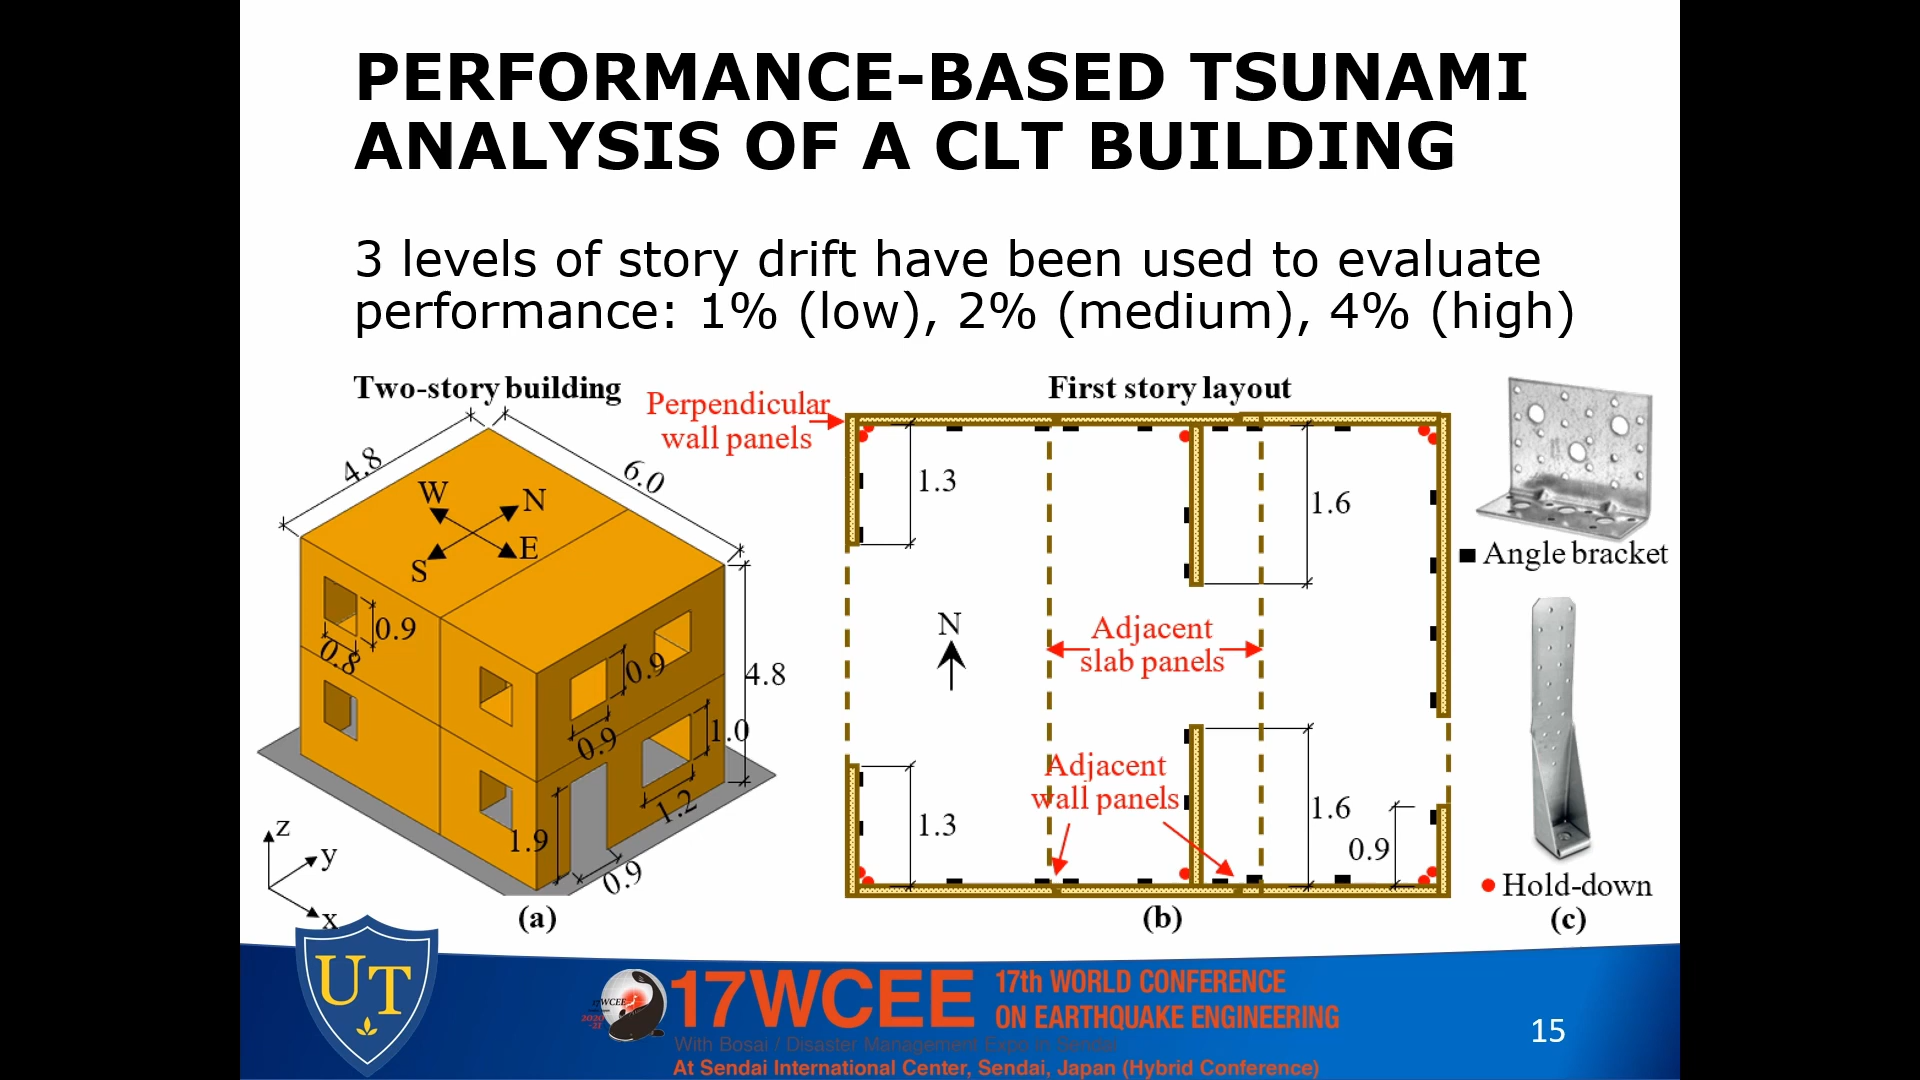 PERFORMANCE-BASED TSUNAMI
ANALYSIS OF A CLT BUILDING
3 levels of story drift have been used to evaluate
performance: 1% (low), 2% (medium), 4% (high)
Two-story building
4.8
6.0
W
N
S
E
0.9
0.8
0.9
0.9
4.8
1.0
1.2
1.9
0.9
z
y
x
(a)
First story layout
Perpendicular
wall panels
1.3
1.6
N
Adjacent
slab panels
Adjacent
wall panels
1.3
1.6
0.9
(b)
Angle bracket
Hold-down
(c)
UT
17WCEE
2020
-21
17WCEE
17th WORLD CONFERENCE
ON EARTHQUAKE ENGINEERING
With Bosai / Disaster Management Expo in Sendai
At Sendai International Center, Sendai, Japan (Hybrid Conference)
15